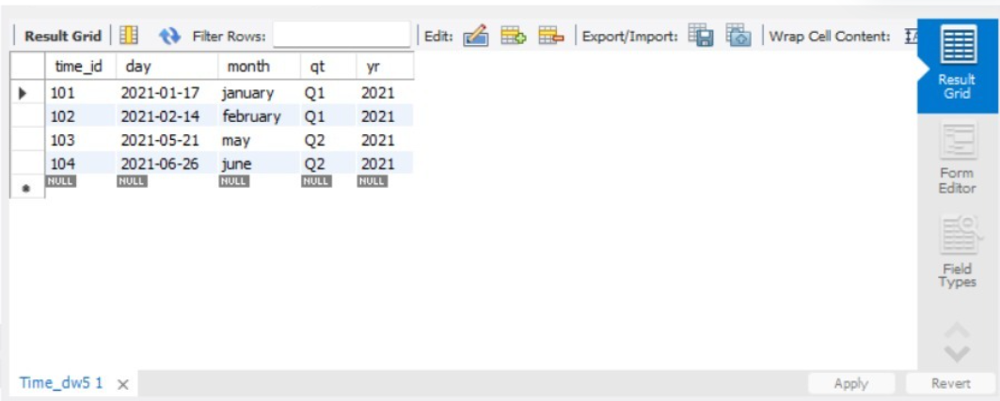 Result Grid Filter Rows: Edit: Export/Import: Wrap Cell Content:
time_id day month qt yr
101 2021-01-17 january Q1 2021
102 2021-02-14 february Q1 2021
103 2021-05-21 may Q2 2021
104 2021-06-26 june Q2 2021
NULL NULL NULL NULL NULL
Result
Grid
Form
Editor
Field
Types
Time_dw5 1 Apply Revert